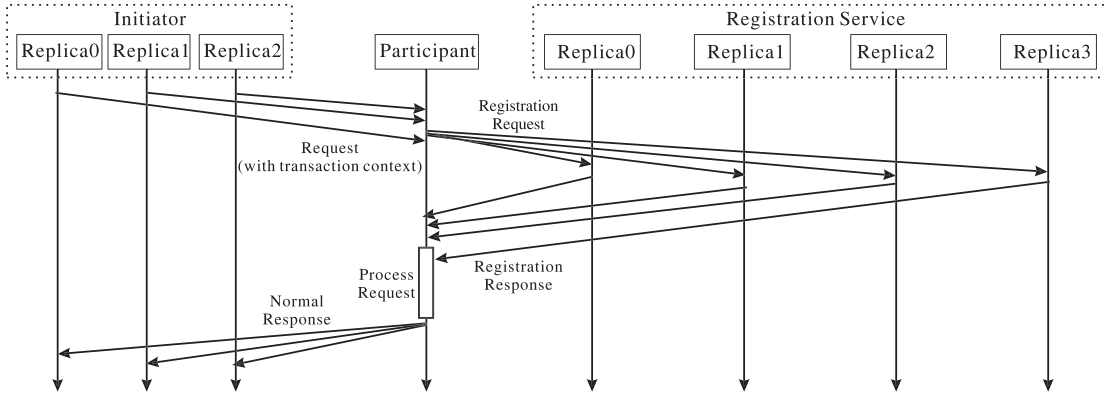 Initiator
Registration Service
Replica0
Replica1
Replica2
Participant
Replica0
Replica1
Replica2
Replica3
Registration
Request
Request
(with transaction context)
Process
Request
Registration
Response
Normal
Response